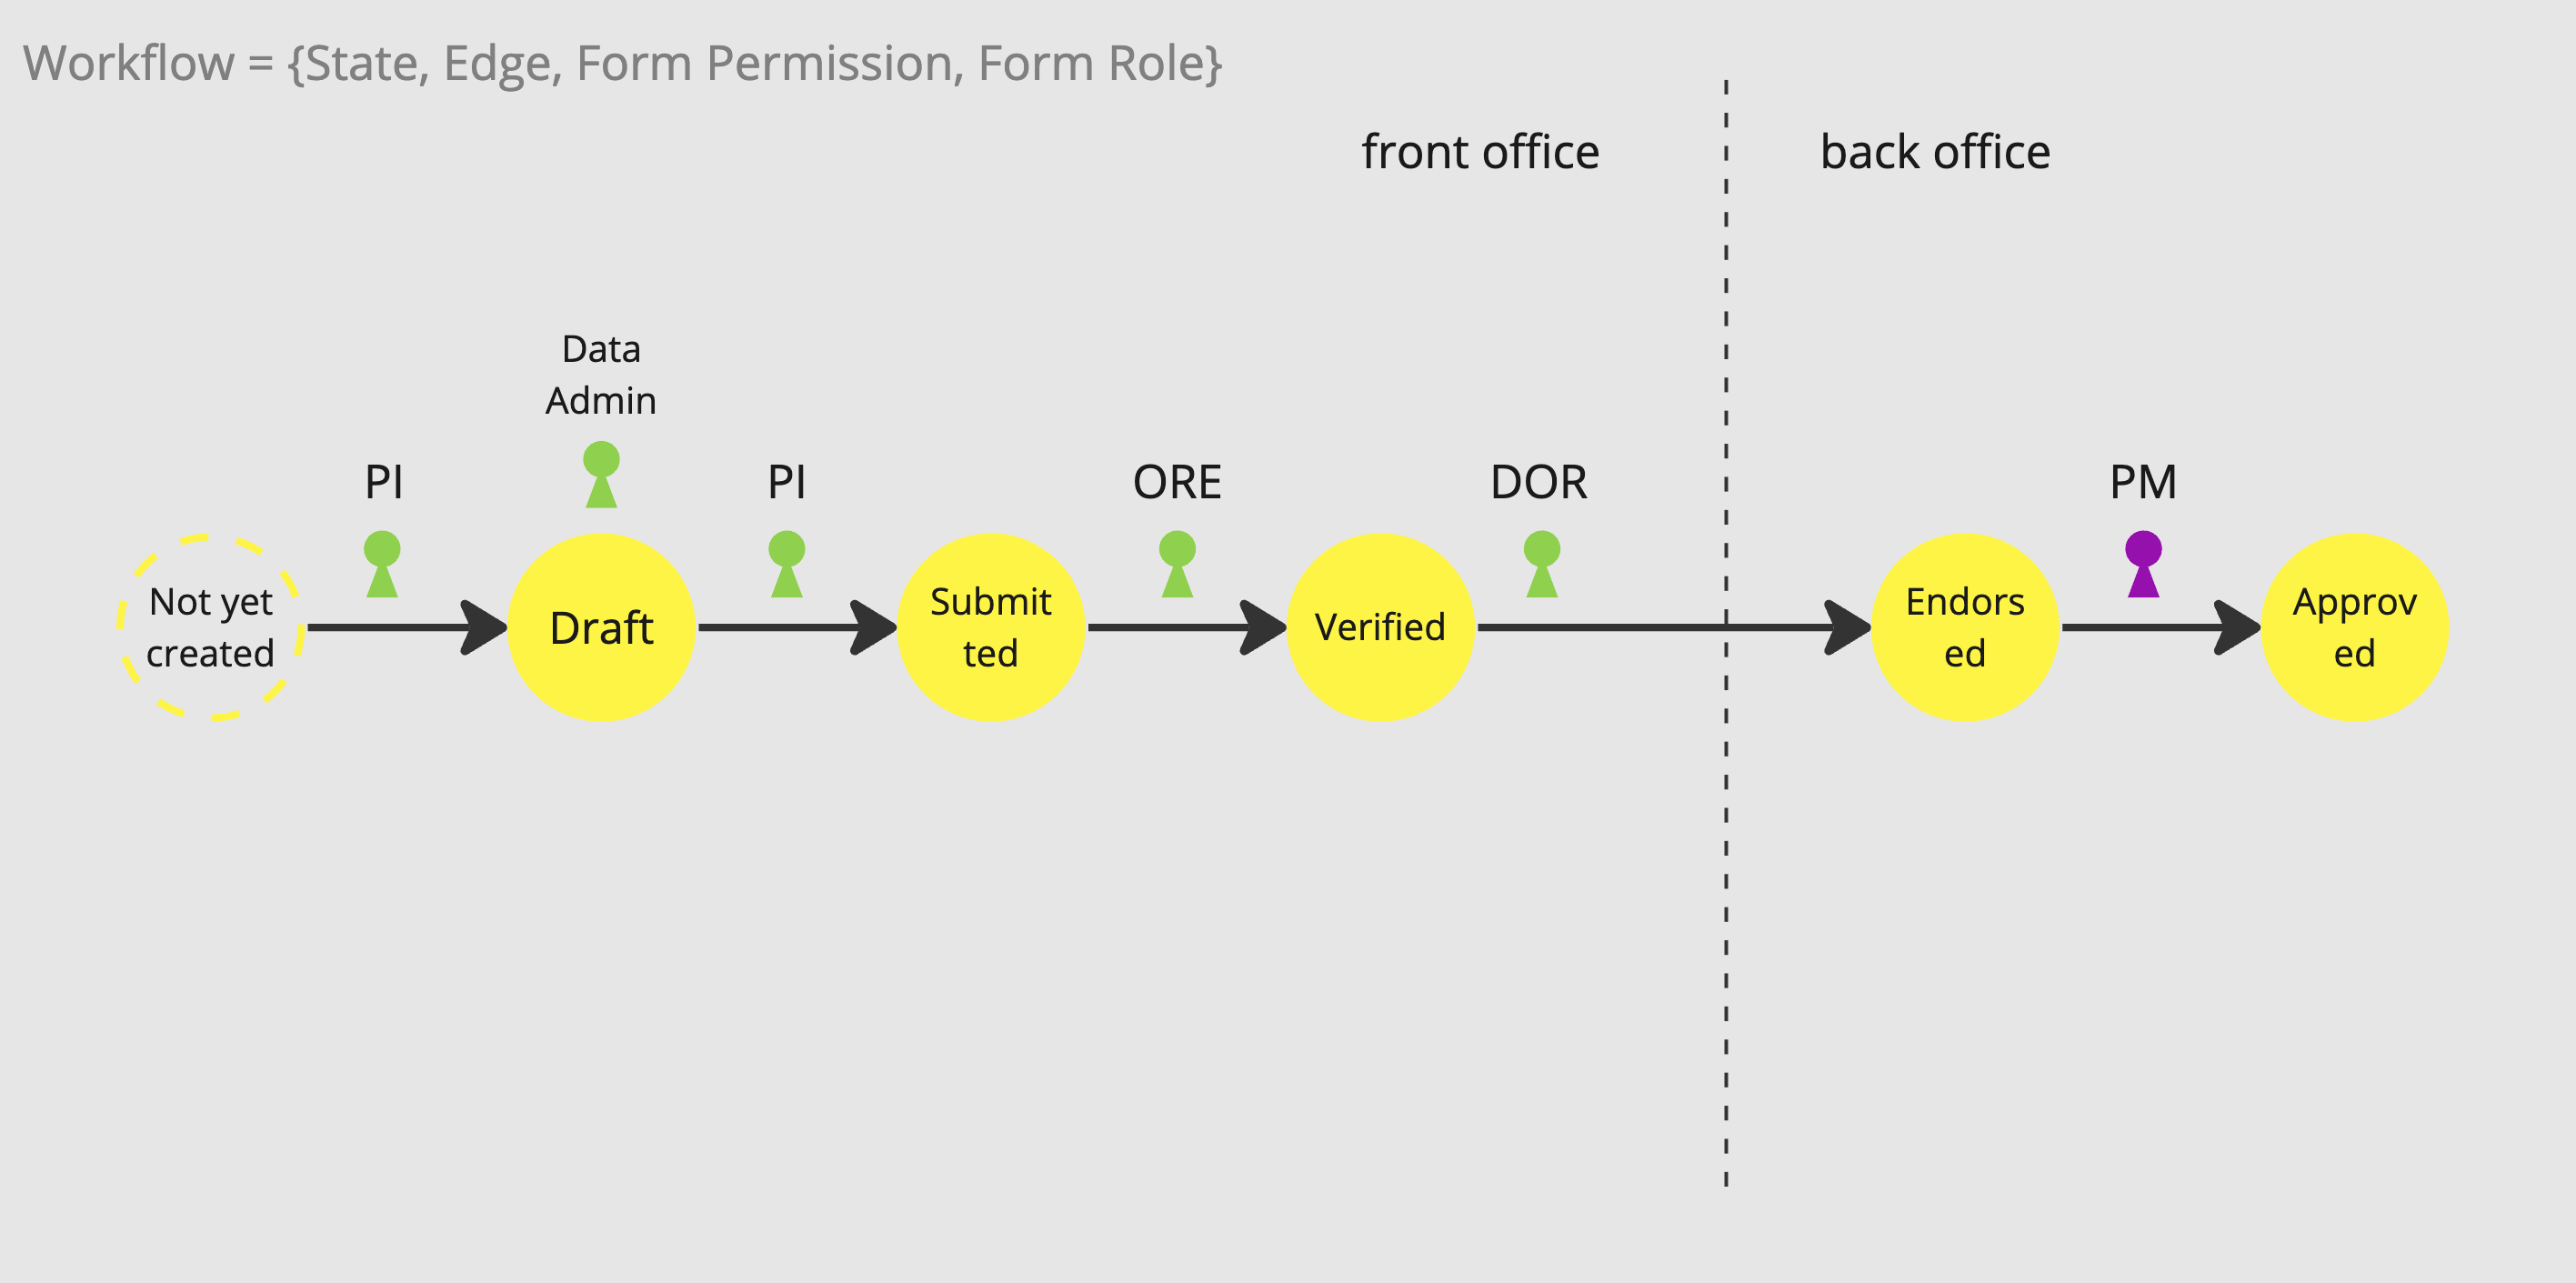 Workflow = {State, Edge, Form Permission, Form Role}
front office
back office
Data
Admin
PI
PI
ORE
DOR
PM
Not yet
created
Draft
Submit
ted
Verified
Endors
ed
Approv
ed